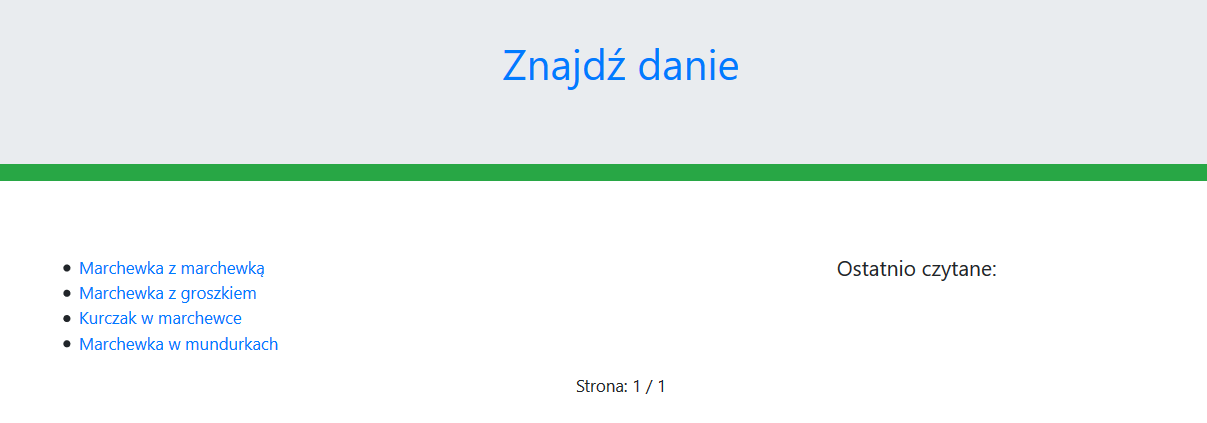 Znajdź danie
Marchewka z marchewką
Marchewka z groszkiem
Kurczak w marchewce
Marchewka w mundurkach
Ostatnio czytane:
Strona: 1 / 1